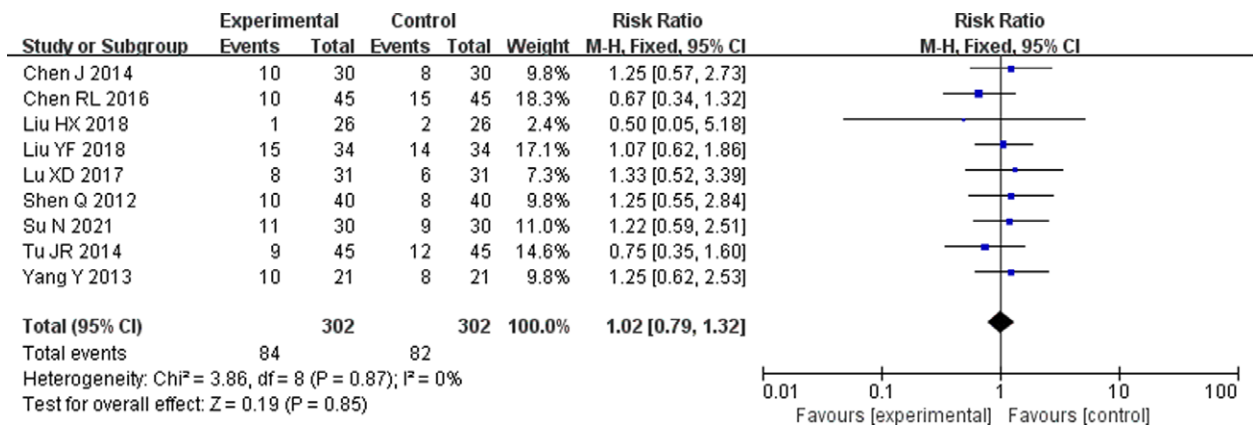 Experimental Control Risk Ratio Risk Ratio
Study or Subgroup Events Total Events Total Weight M-H, Fixed, 95% CI M-H, Fixed, 95% CI
Chen J 2014 10 30 8 30 9.8% 1.25 [0.57, 2.73]
Chen RL 2016 10 45 15 45 18.3% 0.67 [0.34, 1.32]
Liu HX 2018 1 26 2 26 2.4% 0.50 [0.05, 5.18]
Liu YF 2018 15 34 14 34 17.1% 1.07 [0.62, 1.86]
Lu XD 2017 8 31 6 31 7.3% 1.33 [0.52, 3.39]
Shen Q 2012 10 40 8 40 9.8% 1.25 [0.55, 2.84]
Su N 2021 11 30 9 30 11.0% 1.22 [0.59, 2.51]
Tu JR 2014 9 45 12 45 14.6% 0.75 [0.35, 1.60]
Yang Y 2013 10 21 8 21 9.8% 1.25 [0.62, 2.53]
Total (95% CI) 302 302 100.0% 1.02 [0.79, 1.32]
Total events 84 82
Heterogeneity: Chi² = 3.86, df = 8 (P = 0.87); I² = 0%
Test for overall effect: Z = 0.19 (P = 0.85)
0.01 0.1 1 10 100
Favours [experimental] Favours [control]